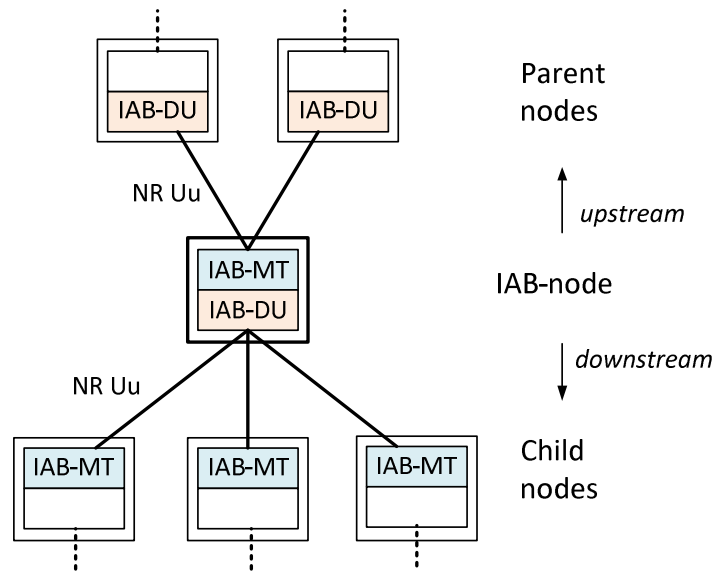 IAB-DU
IAB-DU
Parent
nodes
NR Uu
upstream
IAB-MT
IAB-DU
IAB-node
downstream
NR Uu
IAB-MT
IAB-MT
IAB-MT
Child
nodes